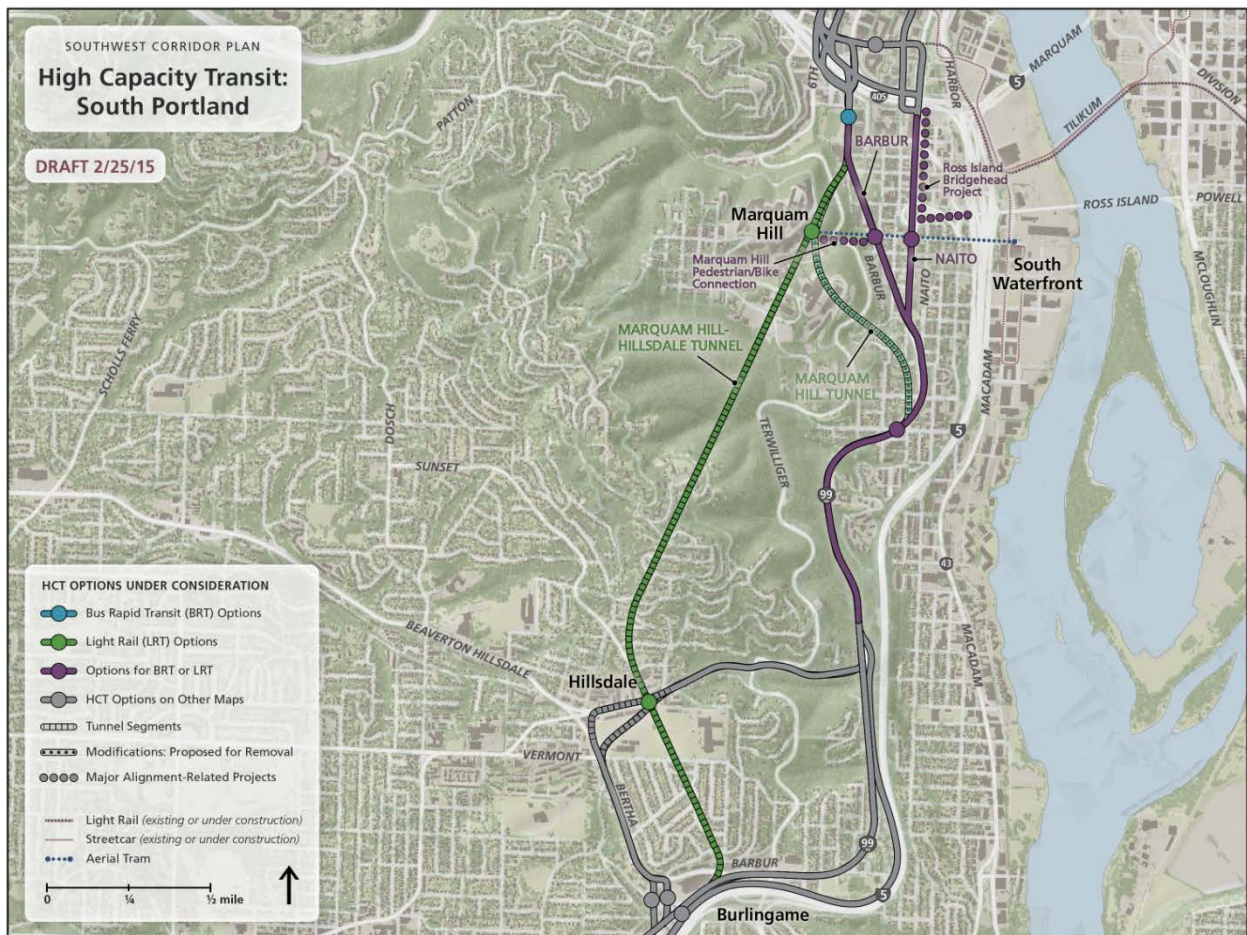 SOUTHWEST CORRIDOR PLAN
High Capacity Transit:
South Portland
DRAFT 2/25/15
6TH
405
HARBOR
5
MARQUAM
DIVISION
TILIKUM
PATTON
BARBUR
Ross Island
Bridgehead
Project
ROSS ISLAND
POWELL
Marquam
Hill
Marquam Hill
Pedestrian/Bike
Connection
BARBUR
NAITO
NAITO
South
Waterfront
MCLOUGHLIN
SCHOLLS FERRY
MARQUAM HILL-
HILLSDALE TUNNEL
MARQUAM
HILL TUNNEL
MACADAM
DOSCH
TERWILLIGER
5
SUNSET
99
43
HCT OPTIONS UNDER CONSIDERATION
Bus Rapid Transit (BRT) Options
Light Rail (LRT) Options
Options for BRT or LRT
HCT Options on Other Maps
Tunnel Segments
Modifications: Proposed for Removal
Major Alignment-Related Projects
Light Rail (existing or under construction)
Streetcar (existing or under construction)
Aerial Tram
0 ¼ ½ mile
BEAVERTON HILLSDALE
MACADAM
Hillsdale
VERMONT
BERTHA
99
BARBUR
5
Burlingame